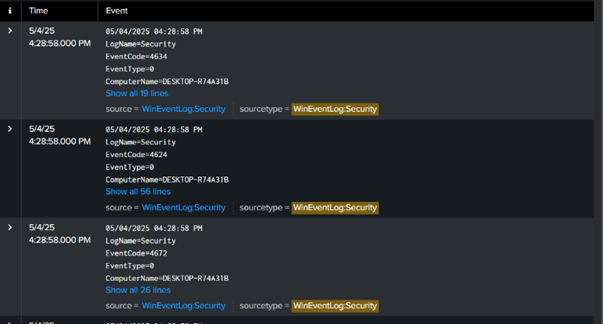 i Time Event
5/4/25 05/04/2025 04:28:58 PM
4:28:58.000 PM LogName=Security
EventCode=4634
EventType=0
ComputerName=DESKTOP-R74A31B
Show all 19 lines
source = WinEventLog:Security sourcetype = WinEventLog:Security
5/4/25 05/04/2025 04:28:58 PM
4:28:58.000 PM LogName=Security
EventCode=4624
EventType=0
ComputerName=DESKTOP-R74A31B
Show all 56 lines
source = WinEventLog:Security sourcetype = WinEventLog:Security
5/4/25 05/04/2025 04:28:58 PM
4:28:58.000 PM LogName=Security
EventCode=4672
EventType=0
ComputerName=DESKTOP-R74A31B
Show all 26 lines
source = WinEventLog:Security sourcetype = WinEventLog:Security